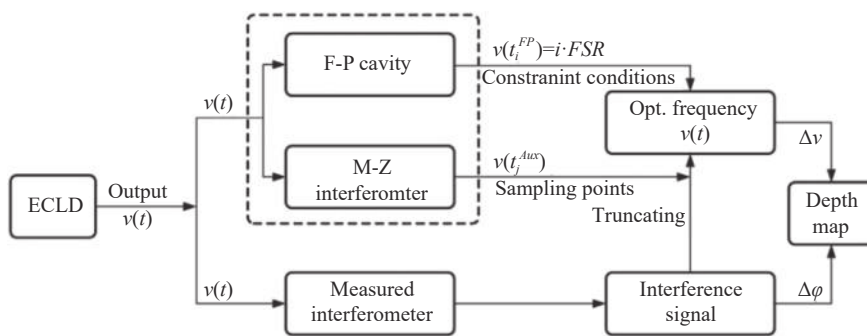 F-P cavity
v(t_i^{FP})=i·FSR
Constranint conditions
v(t)
Opt. frequency
v(t)
Δv
M-Z
interferomter
v(t_j^{Aux})
Sampling points
Truncating
ECLD
Output
v(t)
Depth
map
v(t)
Measured
interferometer
Interference
signal
Δφ